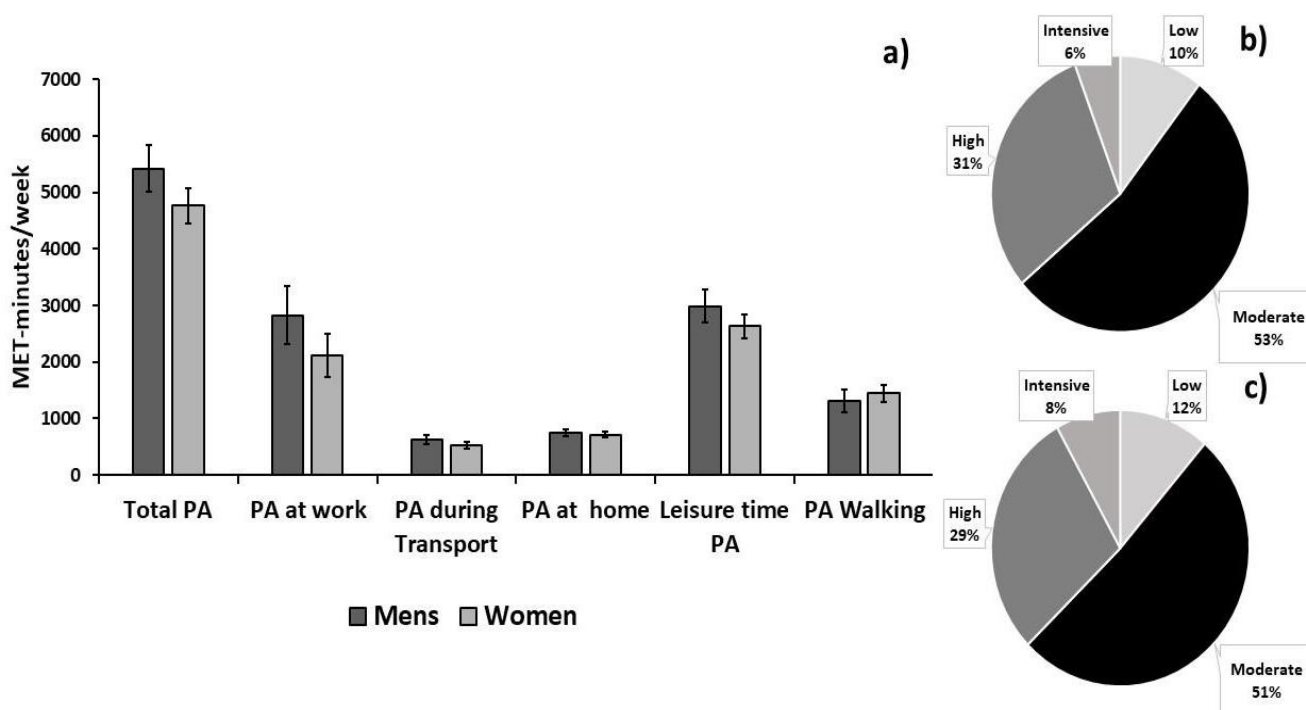 a)
MET-minutes/week
7000
6000
5000
4000
3000
2000
1000
0
Total PA
PA at work
PA during
Transport
PA at home
Leisure time
PA
PA Walking
Mens
Women
b)
Intensive
6%
Low
10%
High
31%
Moderate
53%
c)
Intensive
8%
Low
12%
High
29%
Moderate
51%